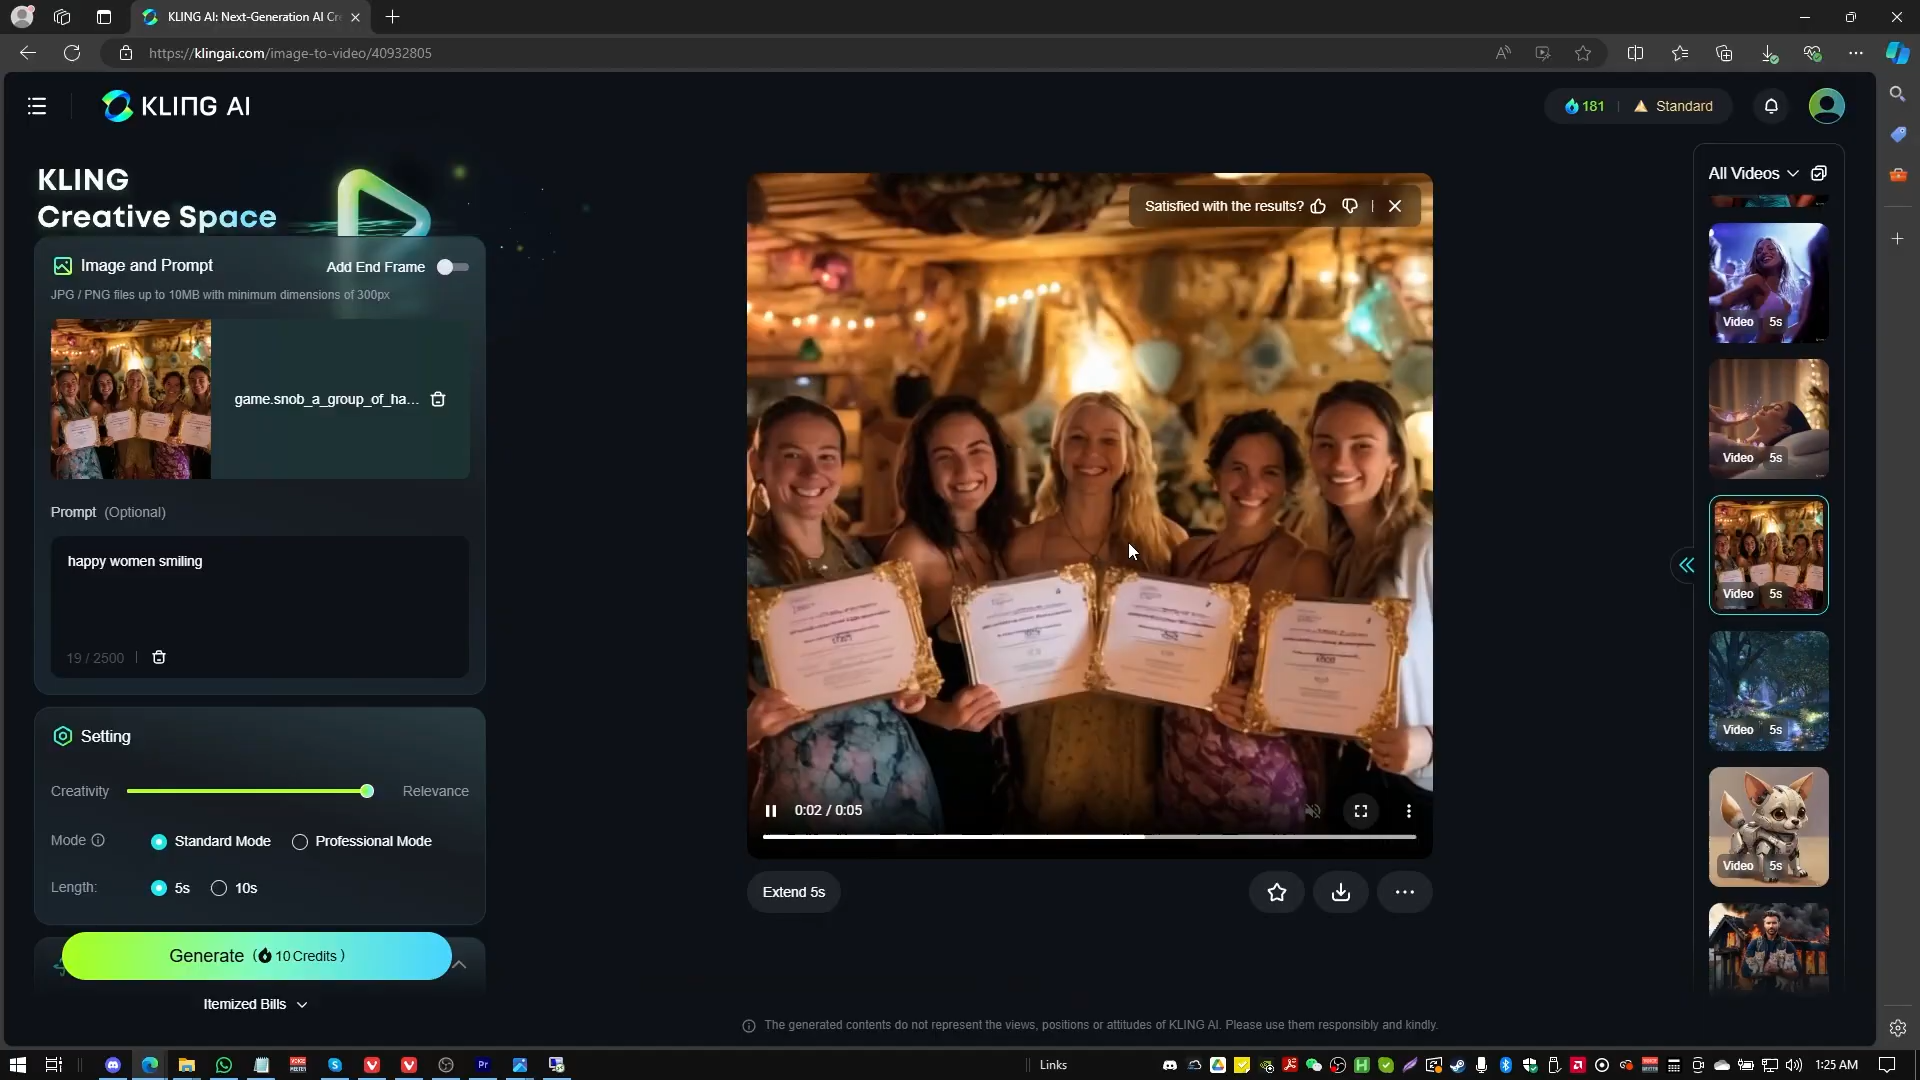 KLING AI: Next-Generation AI Cr
https://klingai.com/image-to-video/40932805
KLING AI
181
Standard
KLING
Creative Space
Image and Prompt
Add End Frame
JPG / PNG files up to 10MB with minimum dimensions of 300px
game.snob_a_group_of_ha...
Prompt (Optional)
happy women smiling
19 / 2500
Setting
Creativity
Relevance
Mode
Standard Mode
Professional Mode
Length:
5s
10s
Generate ( 10 Credits )
Itemized Bills
Satisfied with the results?
0:02 / 0:05
Extend 5s
The generated contents do not represent the views, positions or attitudes of KLING AI. Please use them responsibly and kindly.
All Videos
Video 5s
Video 5s
Video 5s
Video 5s
Video 5s
Pr
Links
1:25 AM